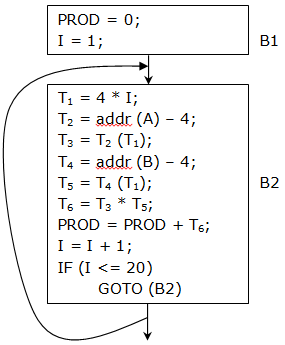 PROD = 0;
I = 1;
B1
T₁ = 4 * I;
T₂ = addr (A) – 4;
T₃ = T₂ (T₁);
T₄ = addr (B) – 4;
T₅ = T₄ (T₁);
T₆ = T₃ * T₅;
B2
PROD = PROD + T₆;
I = I + 1;
IF (I <= 20)
GOTO (B2)